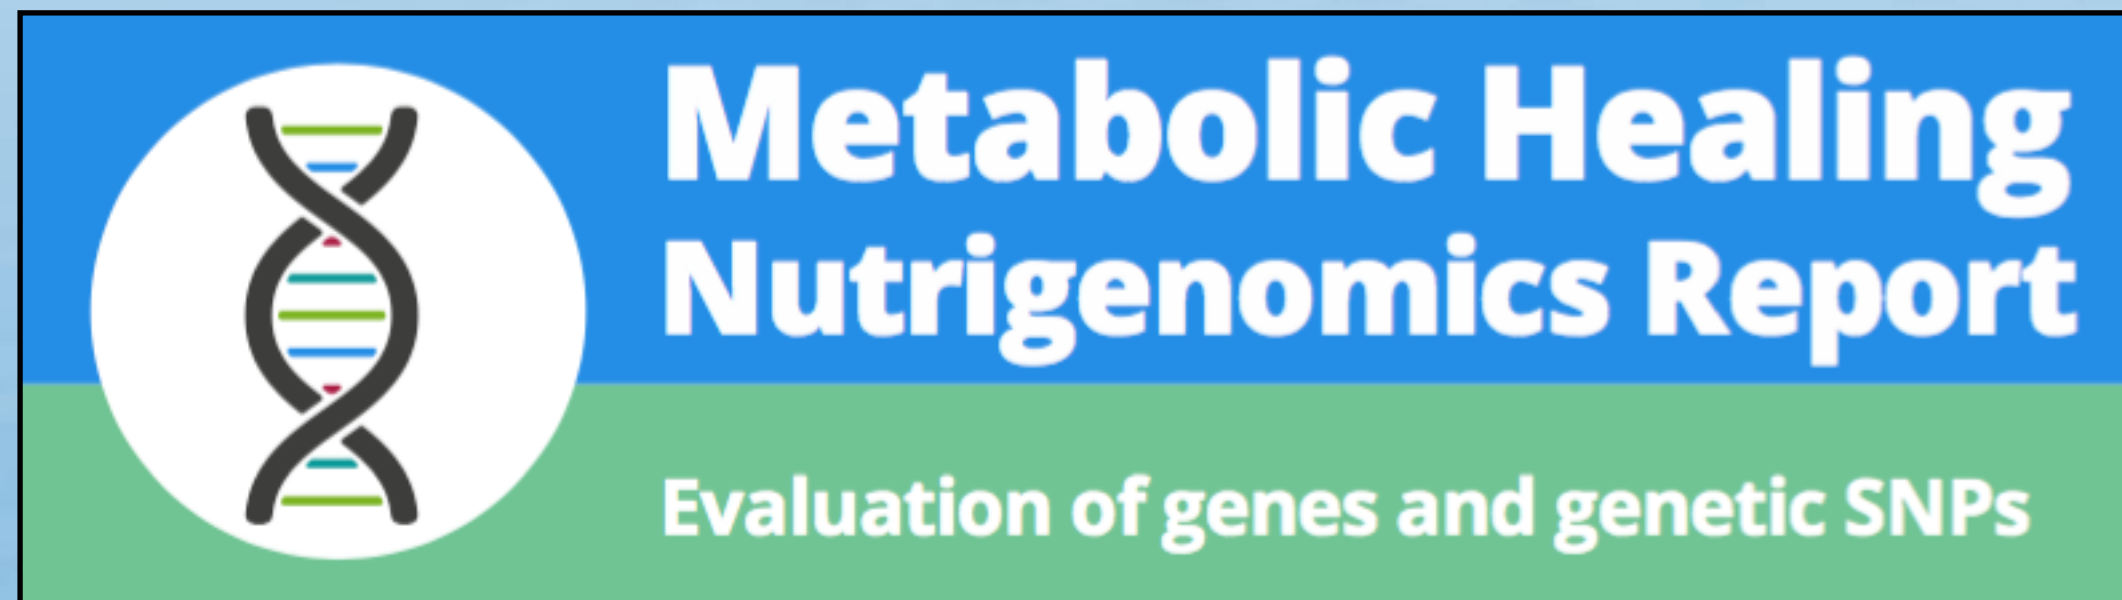 Metabolic Healing
Nutrigenomics Report
Evaluation of genes and genetic SNPs